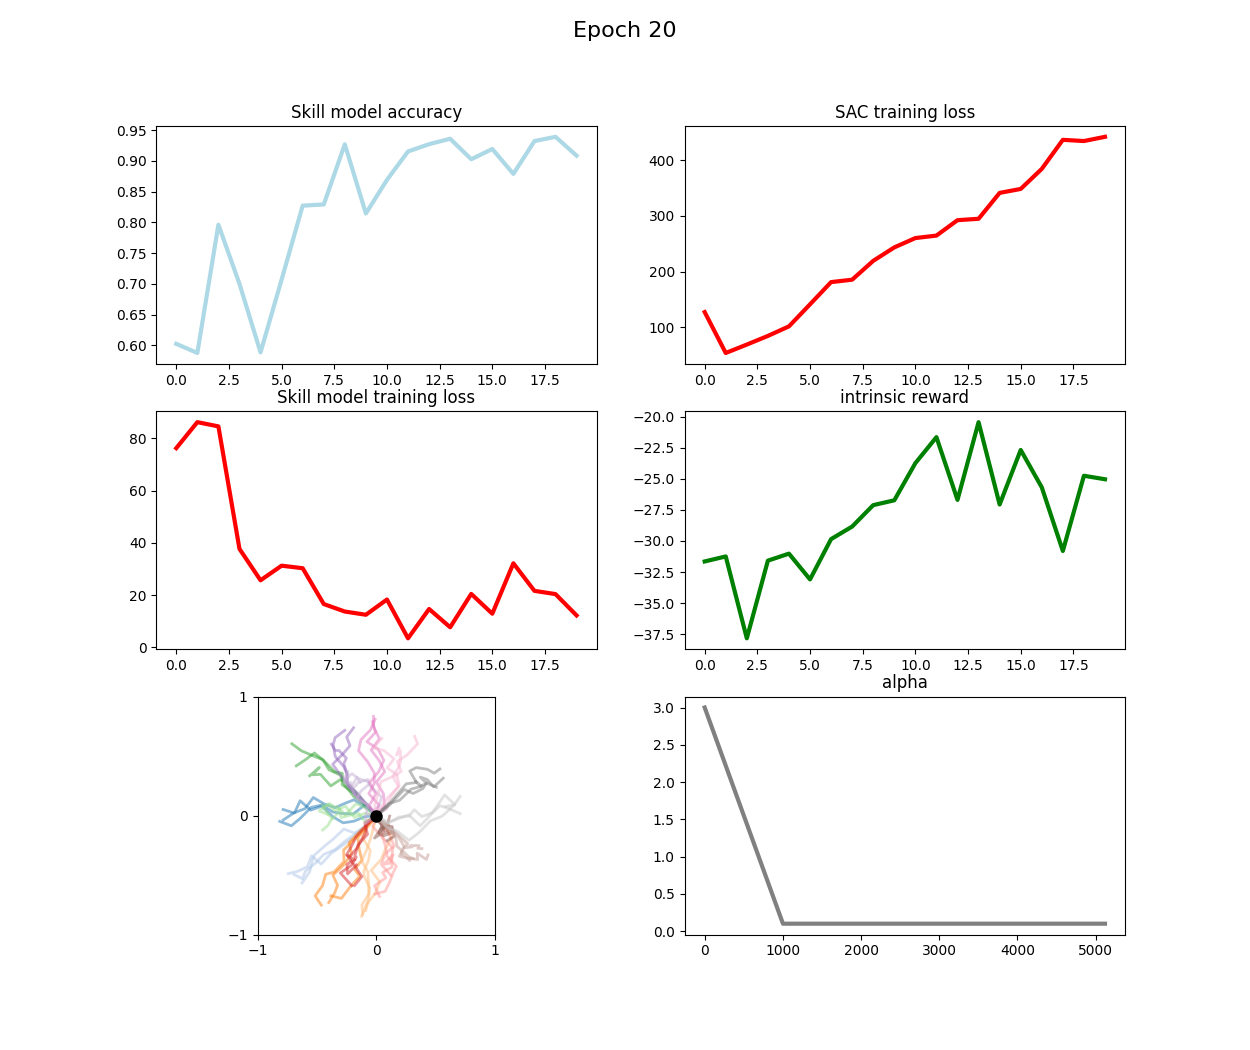 Epoch 20
Skill model accuracy
0.95
0.90
0.85
0.80
0.75
0.70
0.65
0.60
0.0 2.5 5.0 7.5 10.0 12.5 15.0 17.5
SAC training loss
400
300
200
100
0.0 2.5 5.0 7.5 10.0 12.5 15.0 17.5
Skill model training loss
80
60
40
20
0
0.0 2.5 5.0 7.5 10.0 12.5 15.0 17.5
intrinsic reward
−20.0
−22.5
−25.0
−27.5
−30.0
−32.5
−35.0
−37.5
0.0 2.5 5.0 7.5 10.0 12.5 15.0 17.5
1
0
−1
−1 0 1
alpha
3.0
2.5
2.0
1.5
1.0
0.5
0.0
0 1000 2000 3000 4000 5000